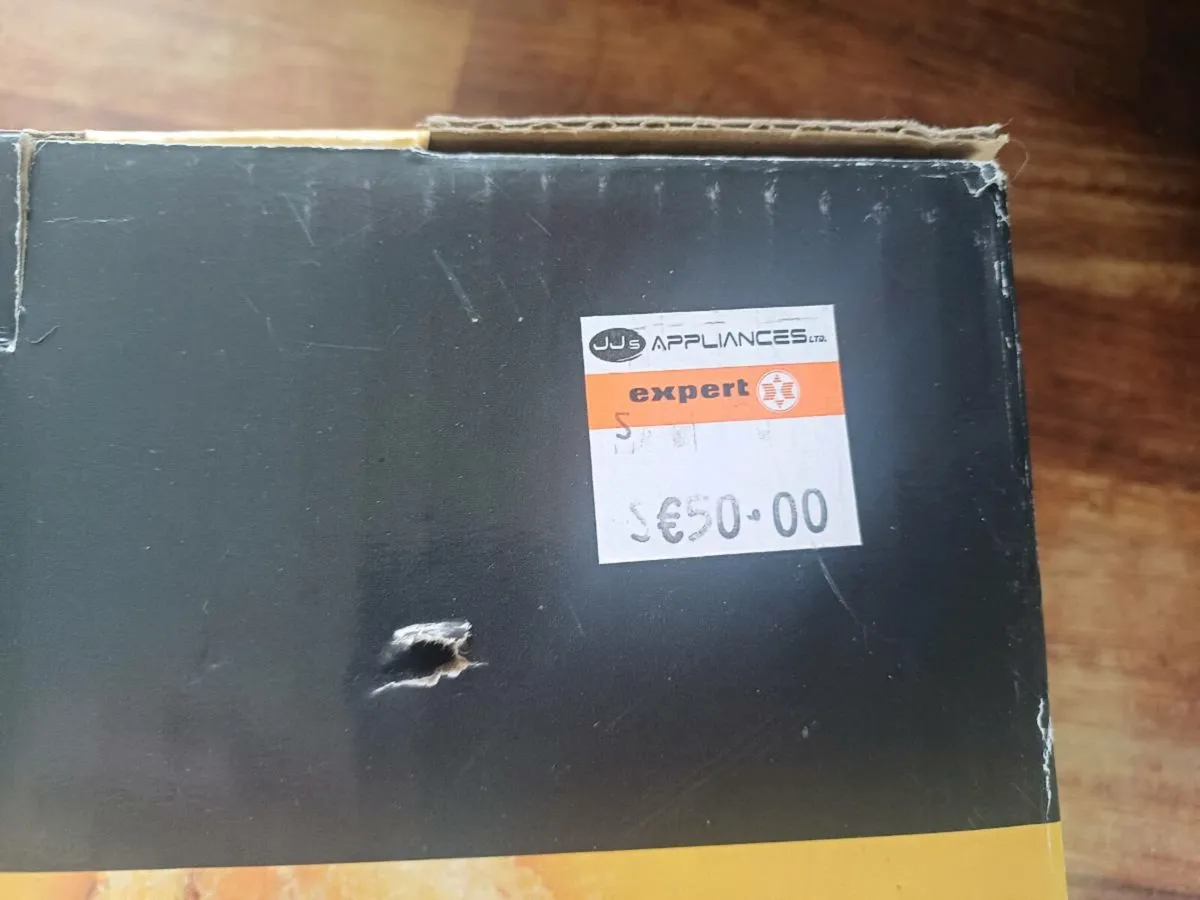 JJs APPLIANCES LTD.
expert
S
S€50.00